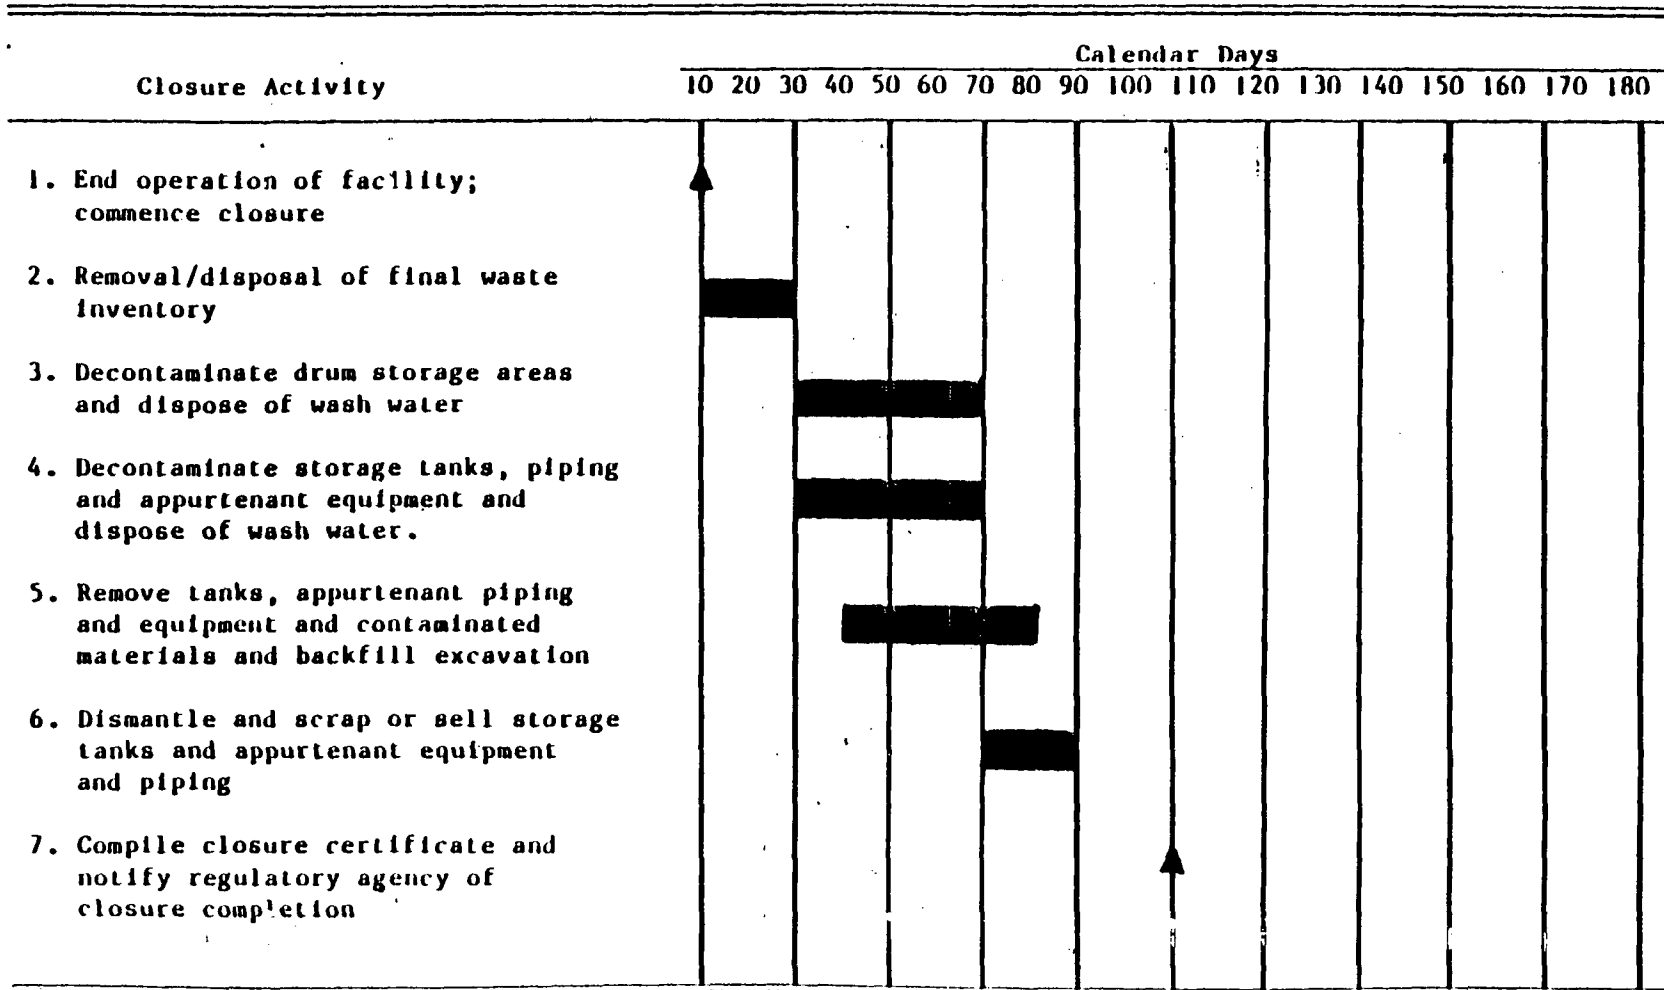 Calendar Days
Closure Activity 10 20 30 40 50 60 70 80 90 100 110 120 130 140 150 160 170 180
1. End operation of facility;
commence closure
2. Removal/disposal of final waste
inventory
3. Decontaminate drum storage areas
and dispose of wash water
4. Decontaminate storage tanks, piping
and appurtenant equipment and
dispose of wash water.
5. Remove tanks, appurtenant piping
and equipment and contaminated
materials and backfill excavation
6. Dismantle and scrap or sell storage
tanks and appurtenant equipment
and piping
7. Compile closure certificate and
notify regulatory agency of
closure completion